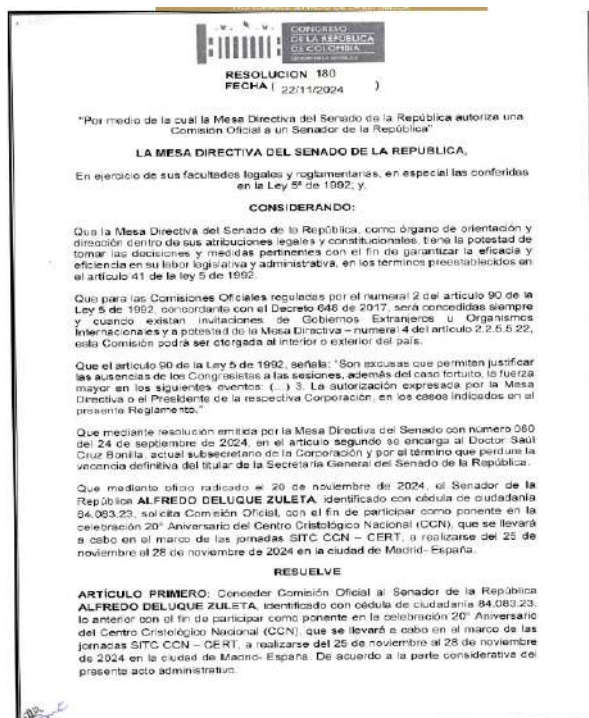 CONGRESO
DE LA REPÚBLICA
DE COLOMBIA
RESOLUCION 180
FECHA ( 22/11/2024 )
"Por medio de la cual la Mesa Directiva del Senado de la República autoriza una
Comisión Oficial a un Senador de la República"
LA MESA DIRECTIVA DEL SENADO DE LA REPUBLICA,
En ejercicio de sus facultades legales y reglamentarias, en especial las conferidas
en la Ley 5ª de 1992; y,
CONSIDERANDO:
Que la Mesa Directiva del Senado de la República, como órgano de orientación y
dirección dentro de sus atribuciones legales y constitucionales, tiene la potestad de
tomar las decisiones y medidas pertinentes con el fin de garantizar la eficacia y
eficiencia en su labor legislativa y administrativa, en los términos preestablecidos en
el artículo 41 de la ley 5 de 1992.
Que para las Comisiones Oficiales reguladas por el numeral 2 del artículo 90 de la
Ley 5 de 1992, concordante con el Decreto 648 de 2017, será concedidas siempre
y cuando existan invitaciones de Gobiernos Extranjeros u Organismos
Internacionales y a potestad de la Mesa Directiva – numeral 4 del artículo 2.2.5.5.22,
esta Comisión podrá ser otorgada al interior o exterior del país.
Que el artículo 90 de la Ley 5 de 1992, señala: "Son excusas que permiten justificar
las ausencias de los Congresistas a las sesiones, además del caso fortuito, la fuerza
mayor en los siguientes eventos: (...) 3. La autorización expresada por la Mesa
Directiva o el Presidente de la respectiva Corporación, en los casos indicados en el
presente Reglamento."
Que mediante resolución emitida por la Mesa Directiva del Senado con número 060
del 24 de septiembre de 2024, en el artículo segundo se encarga al Doctor Saúl
Cruz Bonilla, actual subsecretario de la Corporación y por el término que perdure la
vacancia definitiva del titular de la Secretaría General del Senado de la República.
Que mediante oficio radicado el 20 de noviembre de 2024, el Senador de la
República ALFREDO DELUQUE ZULETA, identificado con cédula de ciudadanía
84.083.23, solicita Comisión Oficial, con el fin de participar como ponente en la
celebración 20° Aniversario del Centro Cristológico Nacional (CCN), que se llevará
a cabo en el marco de las jornadas SITC CCN – CERT, a realizarse del 25 de
noviembre al 28 de noviembre de 2024 en la ciudad de Madrid- España.
RESUELVE
ARTÍCULO PRIMERO: Conceder Comisión Oficial al Senador de la República
ALFREDO DELUQUE ZULETA, identificado con cédula de ciudadanía 84.083.23,
lo anterior con el fin de participar como ponente en la celebración 20° Aniversario
del Centro Cristológico Nacional (CCN), que se llevará a cabo en el marco de las
jornadas SITC CCN – CERT, a realizarse del 25 de noviembre al 28 de noviembre
de 2024 en la ciudad de Madrid- España. De acuerdo a la parte considerativa del
presente acto administrativo.